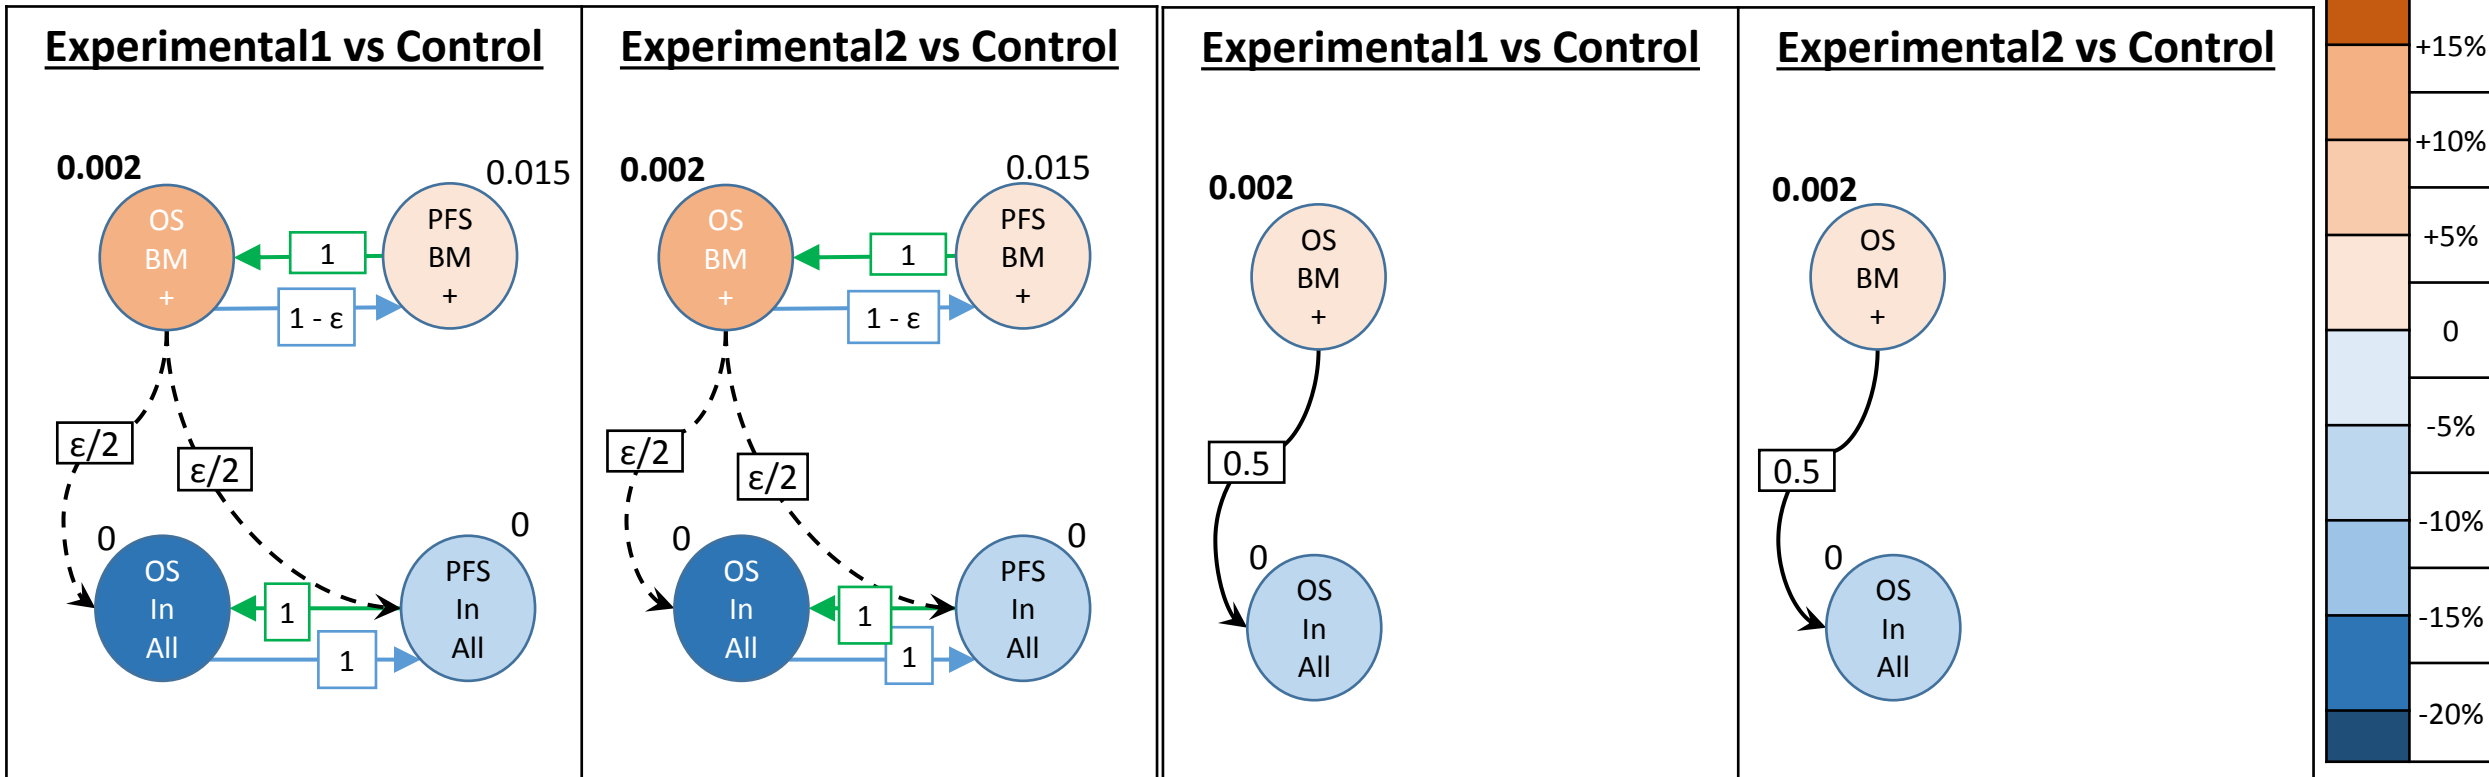 Experimental1 vs Control
0.002
0.015
OS
BM
+
PFS
BM
+
1
1 - ε
ε/2
ε/2
0
0
OS
In
All
PFS
In
All
1
1
Experimental2 vs Control
0.002
0.015
OS
BM
+
PFS
BM
+
1
1 - ε
ε/2
ε/2
0
0
OS
In
All
PFS
In
All
1
1
Experimental1 vs Control
0.002
OS
BM
+
0.5
0
OS
In
All
Experimental2 vs Control
0.002
OS
BM
+
0.5
0
OS
In
All
+15%
+10%
+5%
0
-5%
-10%
-15%
-20%